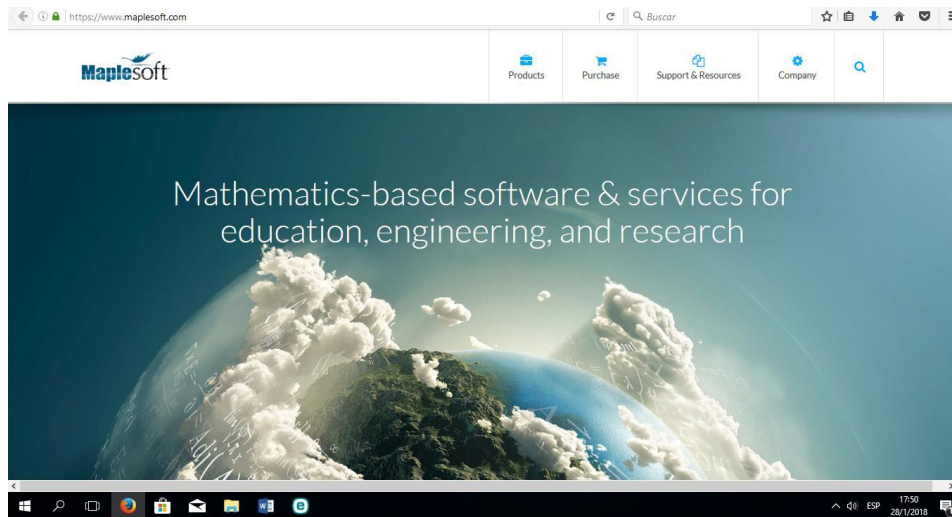 https://www.maplesoft.com
Buscar
Maplesoft
Products
Purchase
Support & Resources
Company
Mathematics-based software & services for
education, engineering, and research
ESP
17:50
28/1/2018